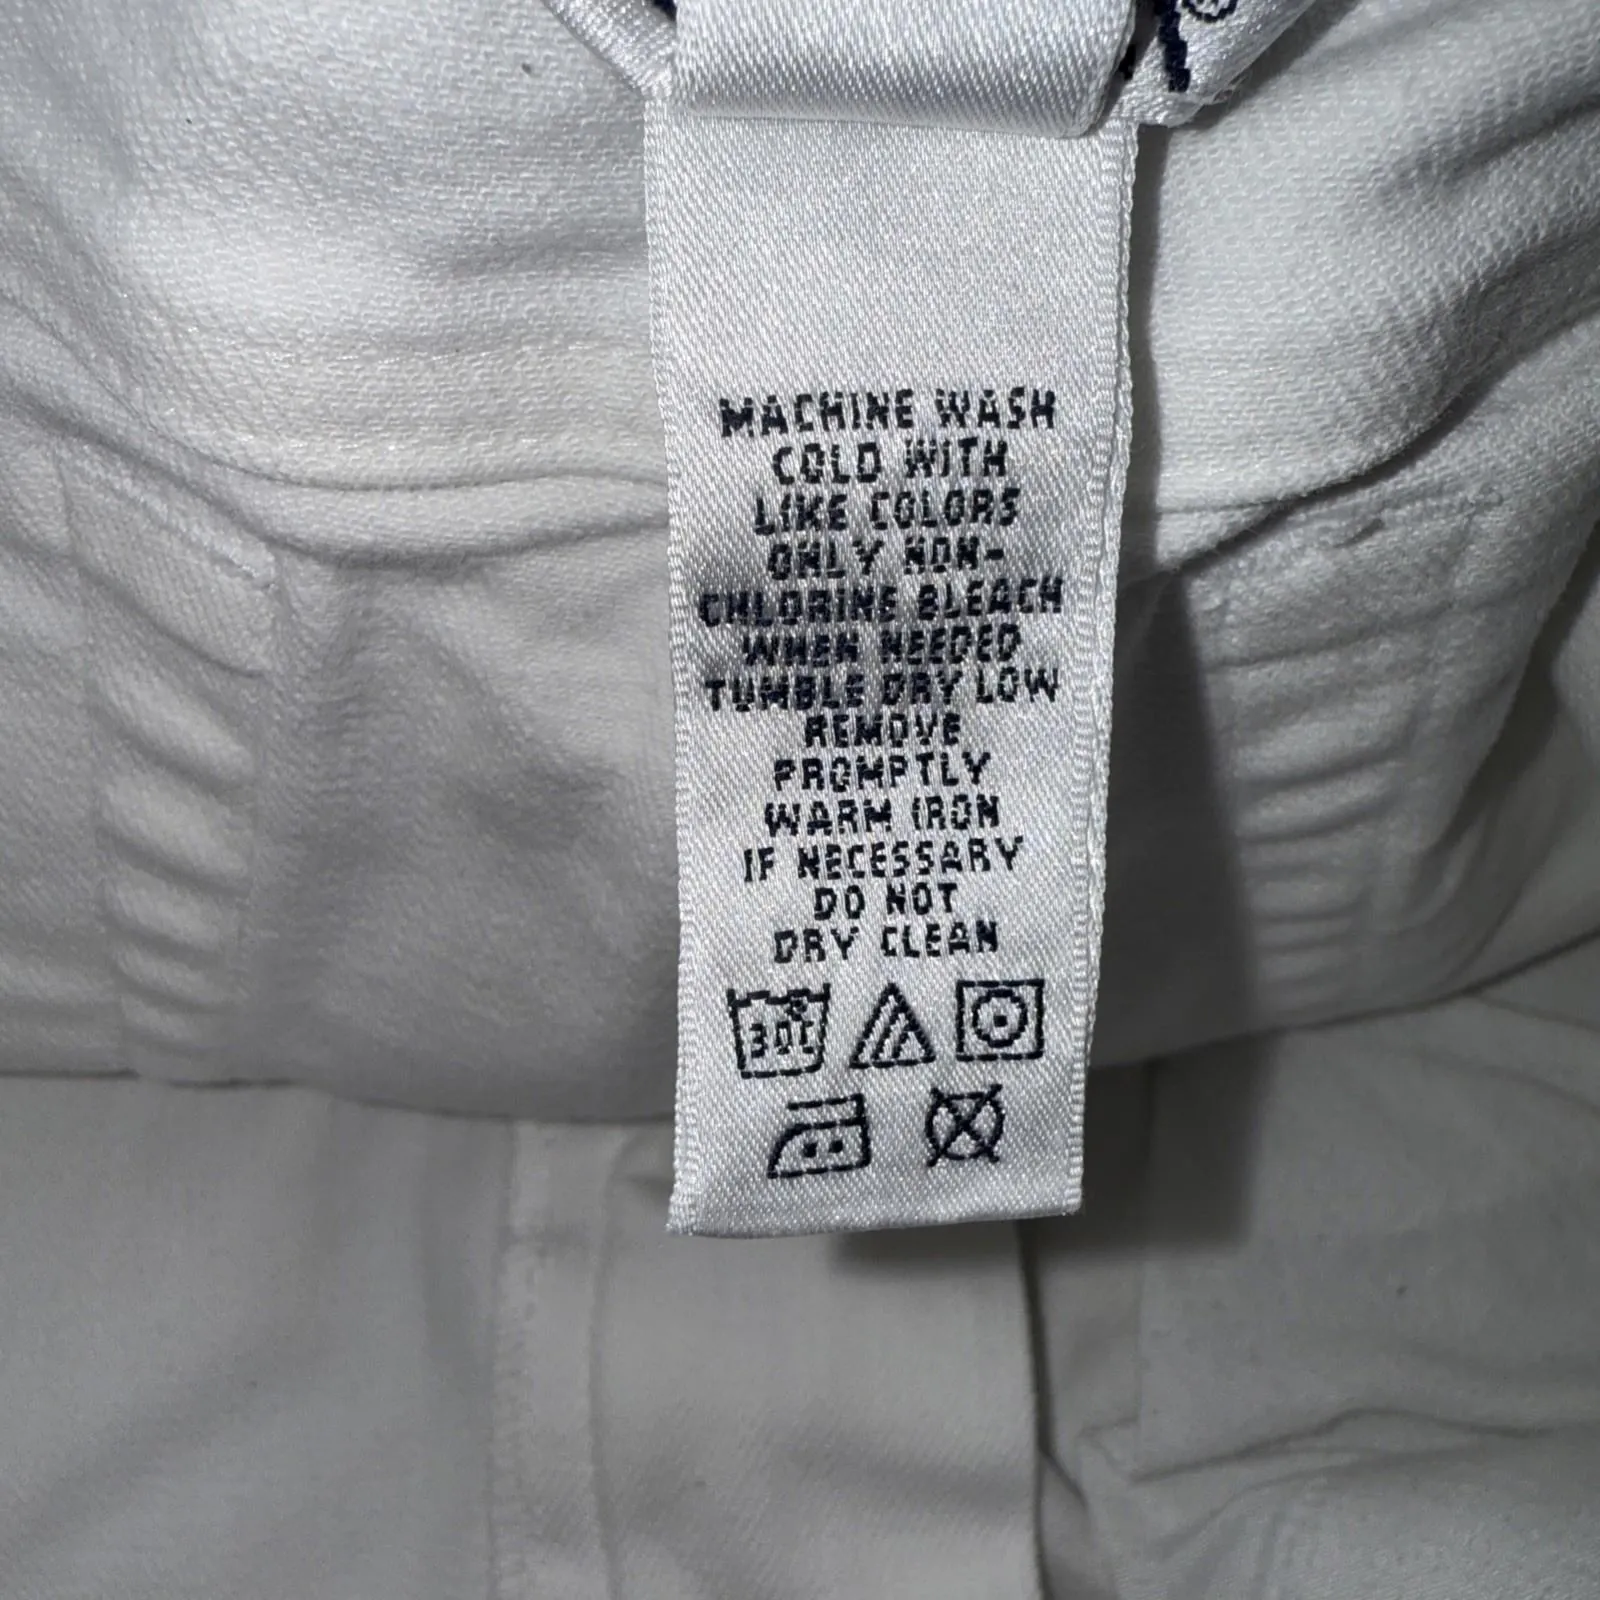 MACHINE WASH
COLD WITH
LIKE COLORS
ONLY NON-
CHLORINE BLEACH
WHEN NEEDED
TUMBLE DRY LOW
REMOVE
PROMPTLY
WARM IRON
IF NECESSARY
DO NOT
DRY CLEAN
30C